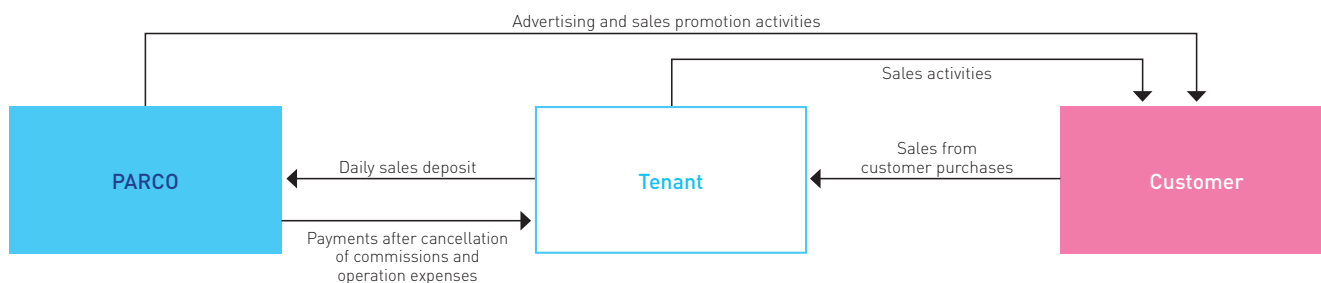 Advertising and sales promotion activities
Sales activities
Sales from
customer purchases
Daily sales deposit
PARCO
Tenant
Customer
Payments after cancellation
of commissions and
operation expenses